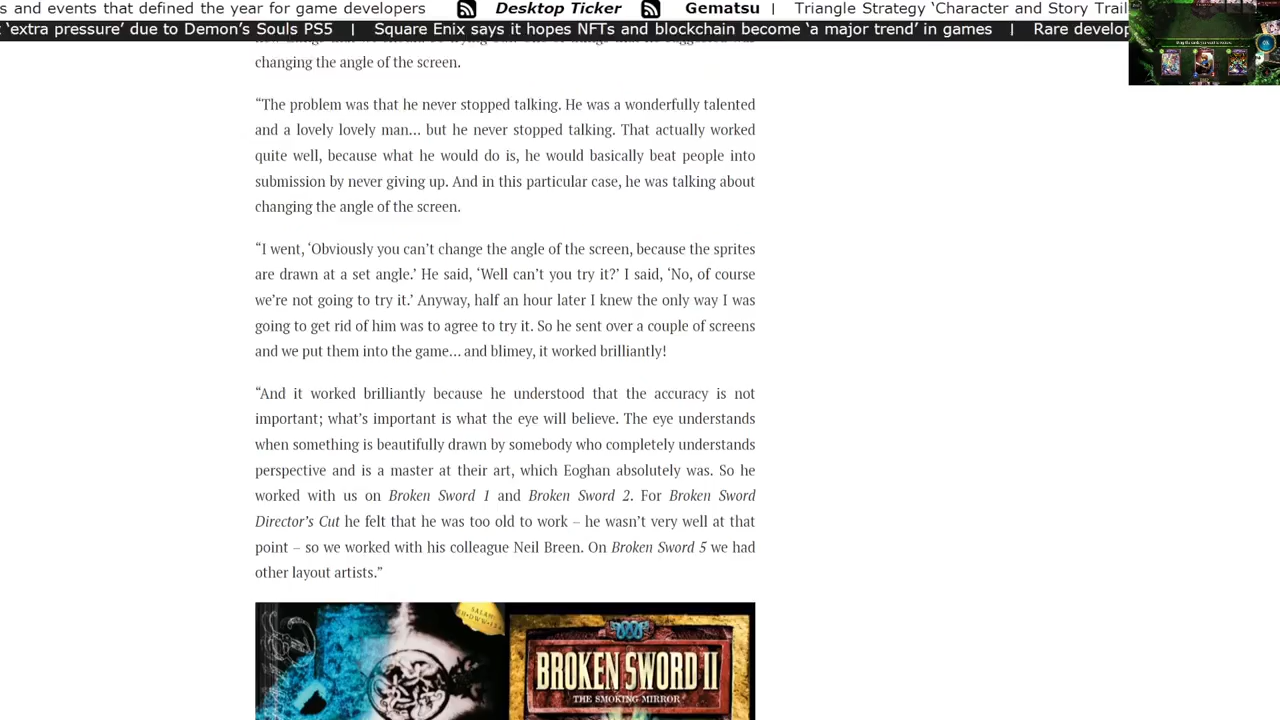 s and events that defined the year for game developers Desktop Ticker Gematsu | Triangle Strategy ‘Character and Story Trail
‘extra pressure’ due to Demon's Souls PS5 | Square Enix says it hopes NFTs and blockchain become ‘a major trend’ in games | Rare develop
changing the angle of the screen.
“The problem was that he never stopped talking. He was a wonderfully talented
and a lovely lovely man… but he never stopped talking. That actually worked
quite well, because what he would do is, he would basically beat people into
submission by never giving up. And in this particular case, he was talking about
changing the angle of the screen.
“I went, ‘Obviously you can’t change the angle of the screen, because the sprites
are drawn at a set angle.’ He said, ‘Well can’t you try it?’ I said, ‘No, of course
we’re not going to try it.’ Anyway, half an hour later I knew the only way I was
going to get rid of him was to agree to try it. So he sent over a couple of screens
and we put them into the game… and blimey, it worked brilliantly!
“And it worked brilliantly because he understood that the accuracy is not
important; what’s important is what the eye will believe. The eye understands
when something is beautifully drawn by somebody who completely understands
perspective and is a master at their art, which Eoghan absolutely was. So he
worked with us on Broken Sword 1 and Broken Sword 2. For Broken Sword
Director’s Cut he felt that he was too old to work – he wasn’t very well at that
point – so we worked with his colleague Neil Breen. On Broken Sword 5 we had
other layout artists.”
BROKEN SWORD II
THE SMOKING MIRROR